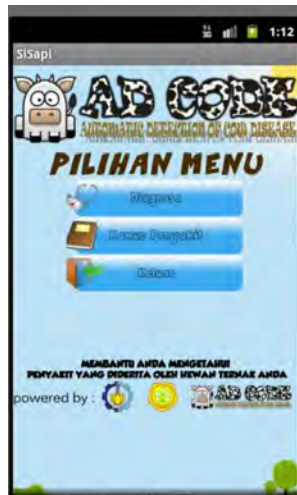 3G 1:12
SiSapi
AD CODE
AUTOMATIC DETECTION OF COW DISEASE
PILIHAN MENU
Diagnosa
Kamus Penyakit
Keluar
MEMBANTU ANDA MENGETAHUI
PENYAKIT YANG DIDERITA OLEH HEWAN TERNAK ANDA
powered by :
AD CODE